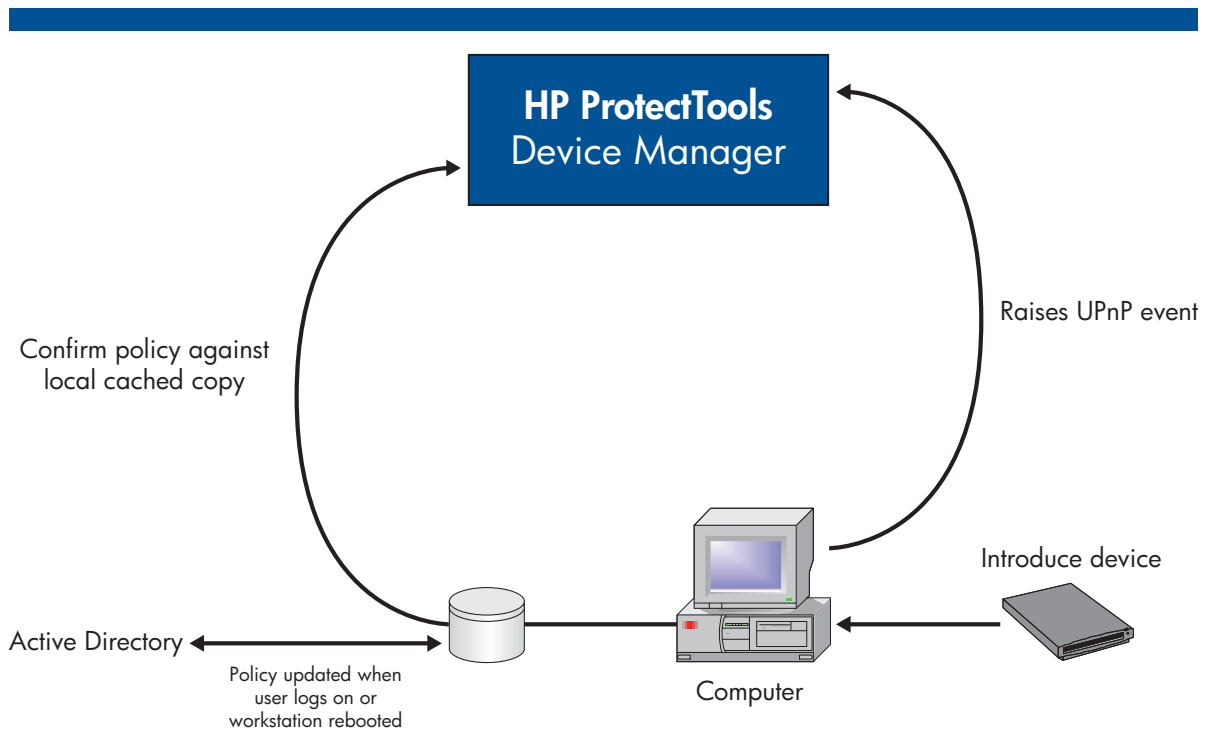 HP ProtectTools
Device Manager
Raises UPnP event
Confirm policy against
local cached copy
Introduce device
Active Directory
Policy updated when
user logs on or
workstation rebooted
Computer